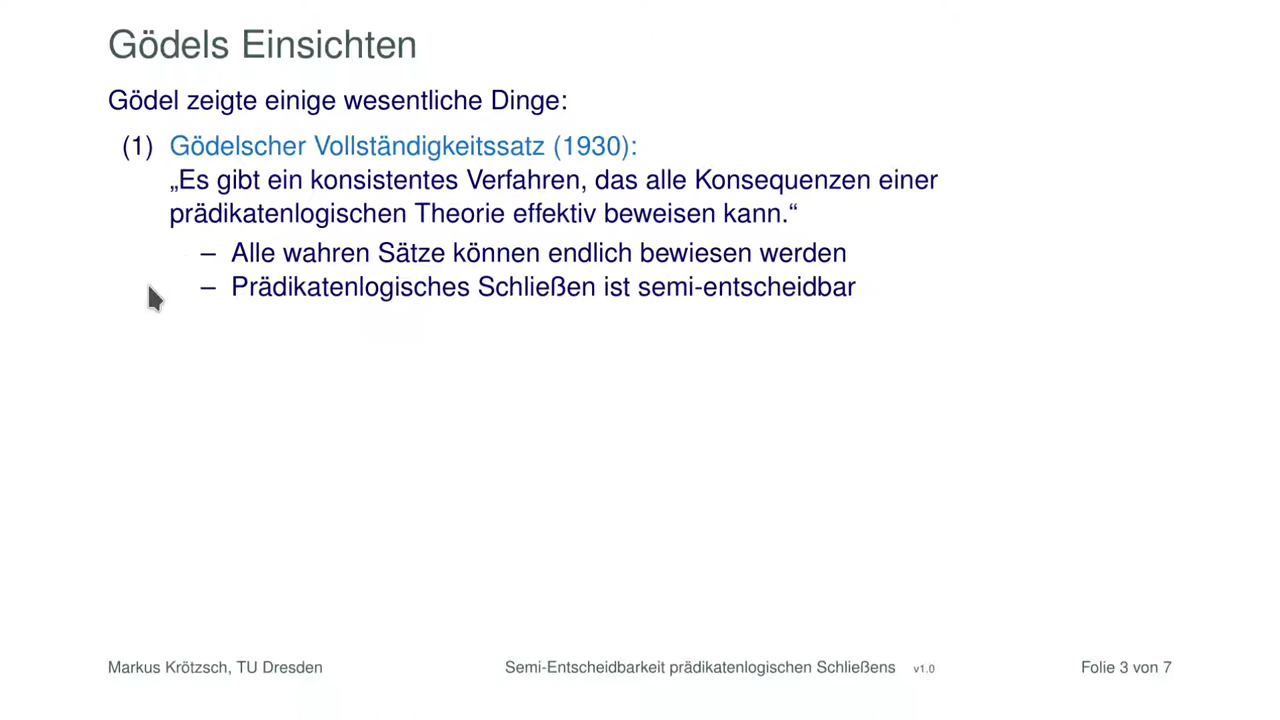 Gödels Einsichten
Gödel zeigte einige wesentliche Dinge:
(1) Gödelscher Vollständigkeitssatz (1930):
„Es gibt ein konsistentes Verfahren, das alle Konsequenzen einer
prädikatenlogischen Theorie effektiv beweisen kann.“
– Alle wahren Sätze können endlich bewiesen werden
– Prädikatenlogisches Schließen ist semi-entscheidbar
Markus Krötzsch, TU Dresden Semi-Entscheidbarkeit prädikatenlogischen Schließens v1.0 Folie 3 von 7